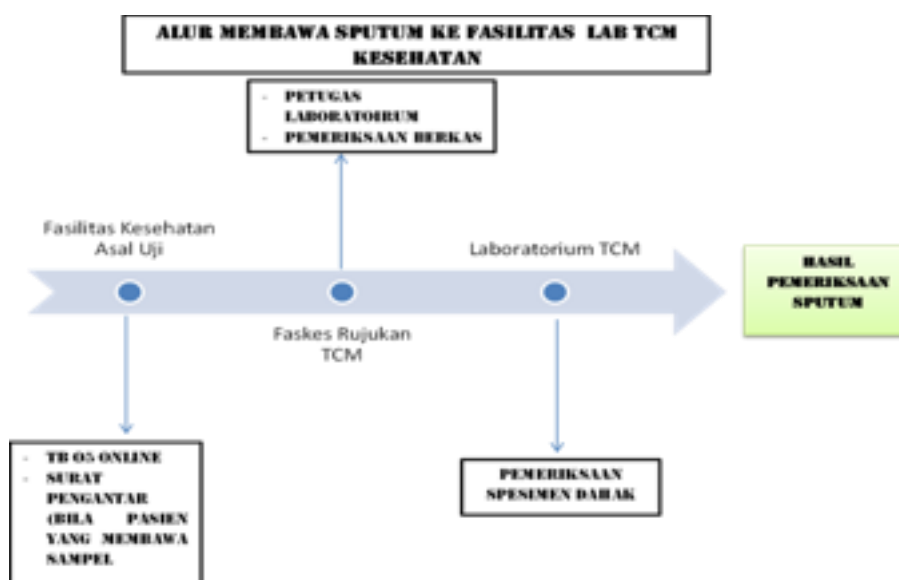 ALUR MEMBAWA SPUTUM KE FASILITAS LAB TCM
KESEHATAN
- PETUGAS
LABORATOIRUM
- PEMERIKSAAN BERKAS
Fasilitas Kesehatan
Asal Uji
Laboratorium TCM
HASIL
PEMERIKSAAN
SPUTUM
Faskes Rujukan
TCM
- TB 05 ONLINE
- SURAT
PENGANTAR
(BILA PASIEN
YANG MEMBAWA
SAMPEL
PEMERIKSAAN
SPESIMEN DAHAK